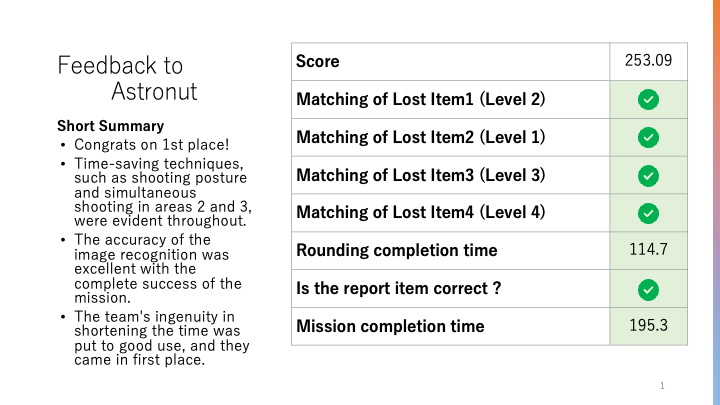 Feedback to
Astronut
Short Summary
• Congrats on 1st place!
• Time-saving techniques,
such as shooting posture
and simultaneous
shooting in areas 2 and 3,
were evident throughout.
• The accuracy of the
image recognition was
excellent with the
complete success of the
mission.
• The team's ingenuity in
shortening the time was
put to good use, and they
came in first place.
Score 253.09
Matching of Lost Item1 (Level 2)
Matching of Lost Item2 (Level 1)
Matching of Lost Item3 (Level 3)
Matching of Lost Item4 (Level 4)
Rounding completion time 114.7
Is the report item correct ?
Mission completion time 195.3
1